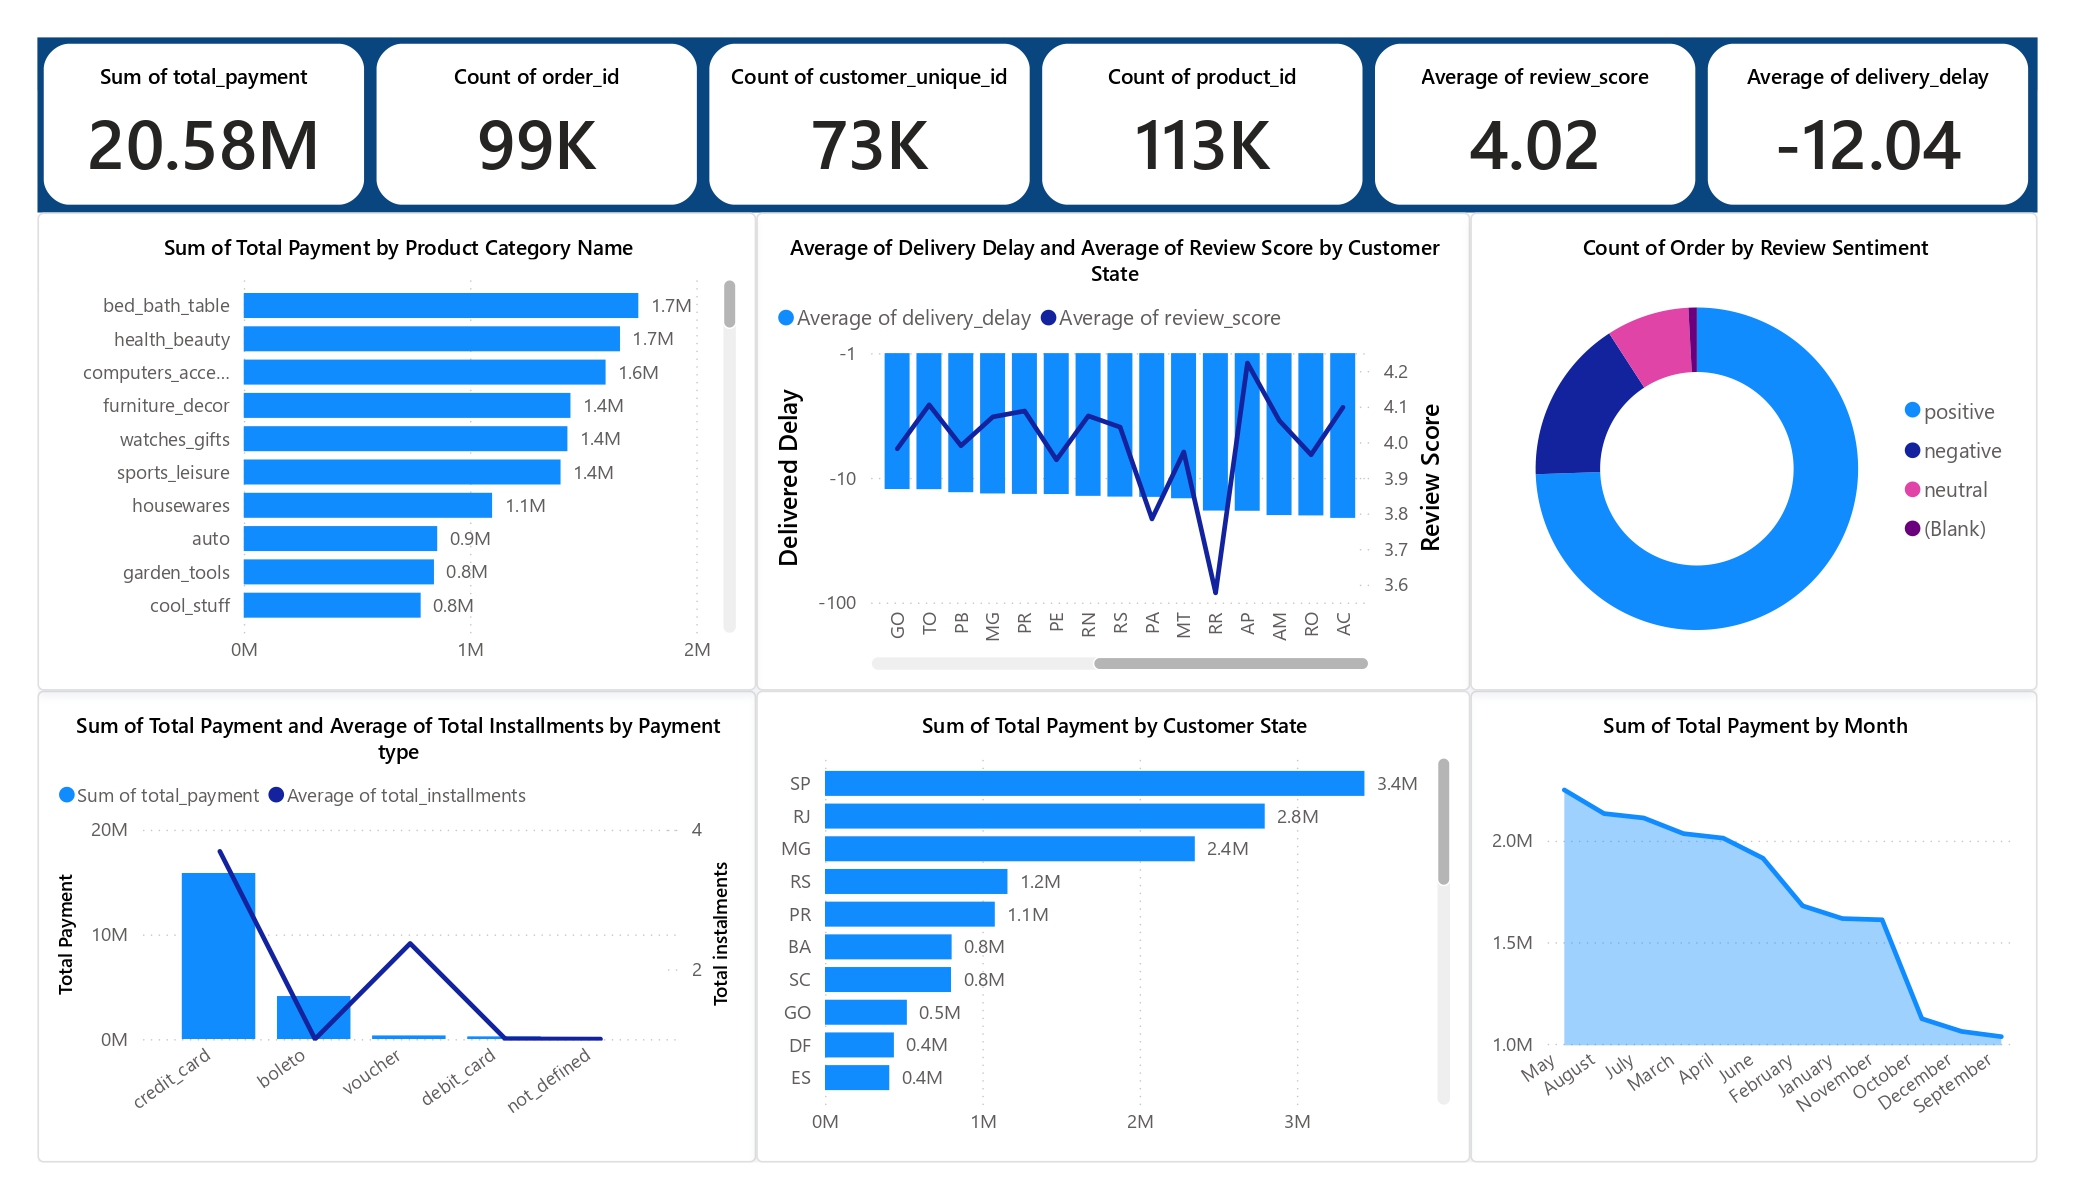 Sum of total_payment
20.58M
Count of order_id
99K
Count of customer_unique_id
73K
Count of product_id
113K
Average of review_score
4.02
Average of delivery_delay
-12.04
Sum of Total Payment by Product Category Name
bed_bath_table 1.7M
health_beauty 1.7M
computers_acce... 1.6M
furniture_decor 1.4M
watches_gifts 1.4M
sports_leisure 1.4M
housewares 1.1M
auto 0.9M
garden_tools 0.8M
cool_stuff 0.8M
0M 1M 2M
Average of Delivery Delay and Average of Review Score by Customer
State
Average of delivery_delay Average of review_score
Delivered Delay
-1
-10
-100
4.2
4.1
4.0
3.9
3.8
3.7
3.6
Review Score
GO TO PB MG PR PE RN RS PA MT RR AP AM RO AC
Count of Order by Review Sentiment
positive
negative
neutral
(Blank)
Sum of Total Payment and Average of Total Installments by Payment
type
Sum of total_payment Average of total_installments
Total Payment
20M
10M
0M
4
2
Total instalments
credit_card boleto voucher debit_card not_defined
Sum of Total Payment by Customer State
SP 3.4M
RJ 2.8M
MG 2.4M
RS 1.2M
PR 1.1M
BA 0.8M
SC 0.8M
GO 0.5M
DF 0.4M
ES 0.4M
0M 1M 2M 3M
Sum of Total Payment by Month
2.0M
1.5M
1.0M
May August July March April June February January November October December September